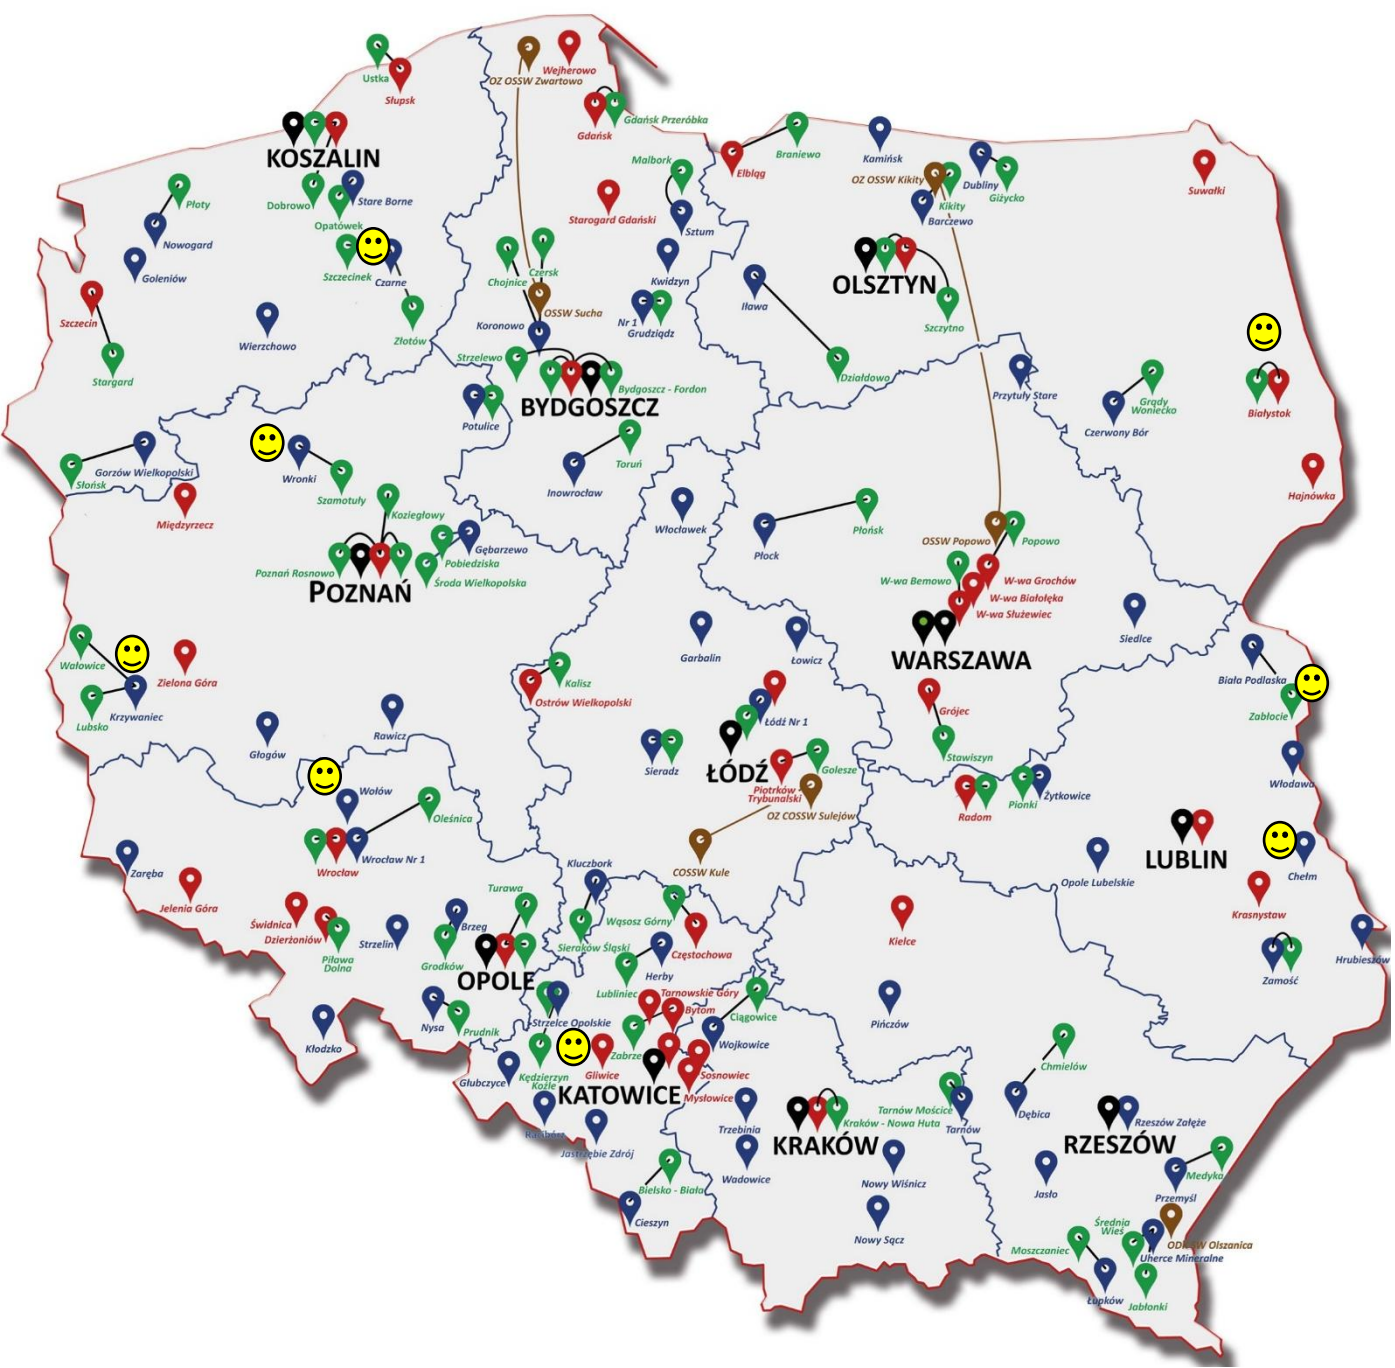 Ustka
Słupsk
OZ OSSW Zwartowo
Wejherowo
Gdańsk
Gdańsk Przeróbka
KOSZALIN
Dobrowo
Stare Borne
Opatówek
Szczecinek
Czarne
Złotów
Płoty
Nowogard
Goleniów
Szczecin
Stargard
Wierzchowo
Malbork
Starogard Gdański
Sztum
Kwidzyn
Elbląg
Braniewo
Kamińsk
OZ OSSW Kikity
Kikity
Barczewo
Dubliny
Giżycko
Suwałki
Chojnice
Czersk
OSSW Sucha
Koronowo
Nr 1
Grudziądz
OLSZTYN
Iława
Szczytno
Działdowo
Strzelewo
Bydgoszcz - Fordon
BYDGOSZCZ
Potulice
Toruń
Inowrocław
Przytuły Stare
Grądy
Woniecko
Czerwony Bór
Białystok
Hajnówka
Gorzów Wielkopolski
Słońsk
Międzyrzecz
Wronki
Szamotuły
Koziegłowy
Gębarzewo
Pobiedziska
Środa Wielkopolska
Poznań Rosnowo
POZNAŃ
Włocławek
Płońsk
Płock
OSSW Popowo
Popowo
W-wa Bemowo
W-wa Grochów
W-wa Białołęka
W-wa Służewiec
WARSZAWA
Siedlce
Garbalin
Łowicz
Wałowice
Zielona Góra
Lubsko
Krzywaniec
Głogów
Rawicz
Kalisz
Ostrów Wielkopolski
Biała Podlaska
Zabłocie
Włodawa
Grójec
Stawiszyn
Łódź Nr 1
ŁÓDŹ
Sieradz
Piotrków
Trybunalski
Golesze
OZ COSSW Sulejów
COSSW Kule
Radom
Pionki
Żytkowice
Wołów
Oleśnica
Wrocław Nr 1
Wrocław
Zaręba
Jelenia Góra
Świdnica
Dzierżoniów
Piława
Dolna
Strzelin
Brzeg
Grodków
Turawa
OPOLE
Kluczbork
Sieraków Śląski
Wąsosz Górny
Częstochowa
Herby
Lubliniec
LUBLIN
Opole Lubelskie
Chełm
Krasnystaw
Zamość
Hrubieszów
Kielce
Pińczów
Kłodzko
Nysa
Prudnik
Strzelce Opolskie
Tarnowskie Góry
Bytom
Ciągowice
Wojkowice
Zabrze
Gliwice
Kędzierzyn
Koźle
Głubczyce
KATOWICE
Sosnowiec
Mysłowice
Racibórz
Jastrzębie Zdrój
Trzebinia
Wadowice
Bielsko - Biała
Cieszyn
KRAKÓW
Kraków - Nowa Huta
Tarnów Mościce
Tarnów
Nowy Wiśnicz
Nowy Sącz
Chmielów
Dębica
Rzeszów Załęże
RZESZÓW
Jasło
Medyka
Przemyśl
Średnia
Wieś
Olszanica
Uherce Mineralne
Moszczaniec
Łupków
Jabłonki